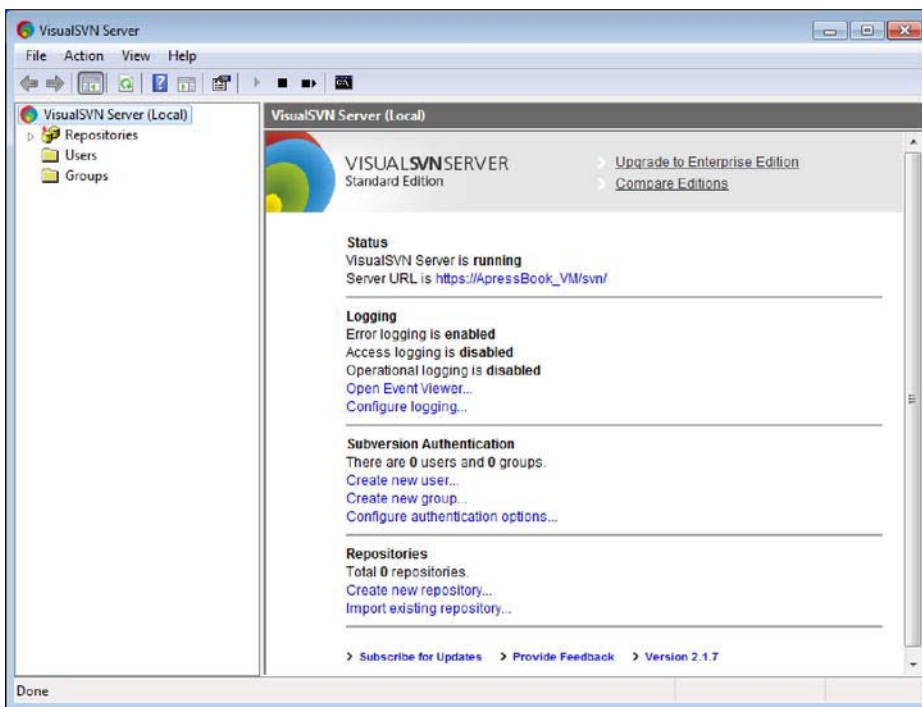 VisualSVN Server
File Action View Help
VisualSVN Server (Local)
Repositories
Users
Groups
VisualSVN Server (Local)
VISUALSVNSERVER
Standard Edition
Upgrade to Enterprise Edition
Compare Editions
Status
VisualSVN Server is running
Server URL is https://ApressBook_VM/svn/
Logging
Error logging is enabled
Access logging is disabled
Operational logging is disabled
Open Event Viewer...
Configure logging...
Subversion Authentication
There are 0 users and 0 groups.
Create new user...
Create new group...
Configure authentication options...
Repositories
Total 0 repositories.
Create new repository...
Import existing repository...
> Subscribe for Updates > Provide Feedback > Version 2.1.7
Done